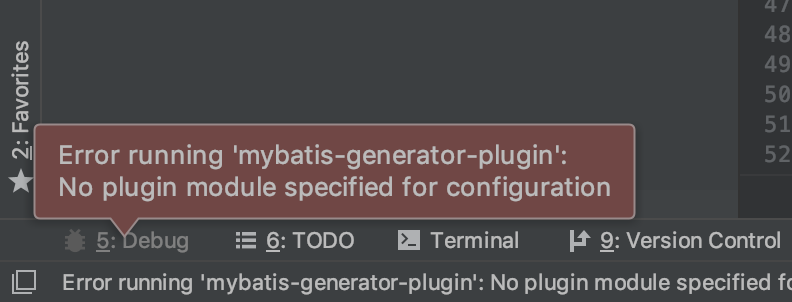 47
48
49
50
51
52
2: Favorites
Error running 'mybatis-generator-plugin':
No plugin module specified for configuration
5: Debug
6: TODO
Terminal
9: Version Control
Error running 'mybatis-generator-plugin': No plugin module specified